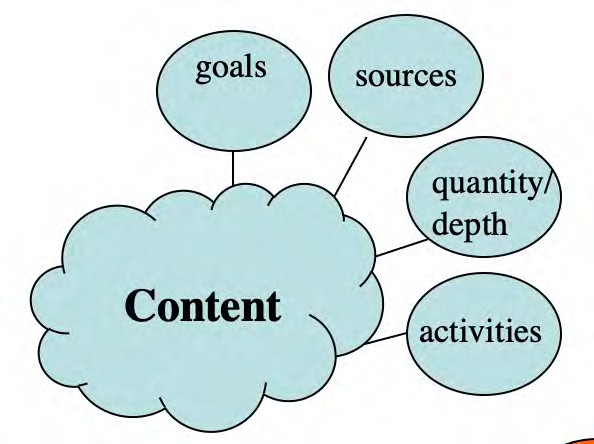 goals
sources
quantity/
depth
Content
activities